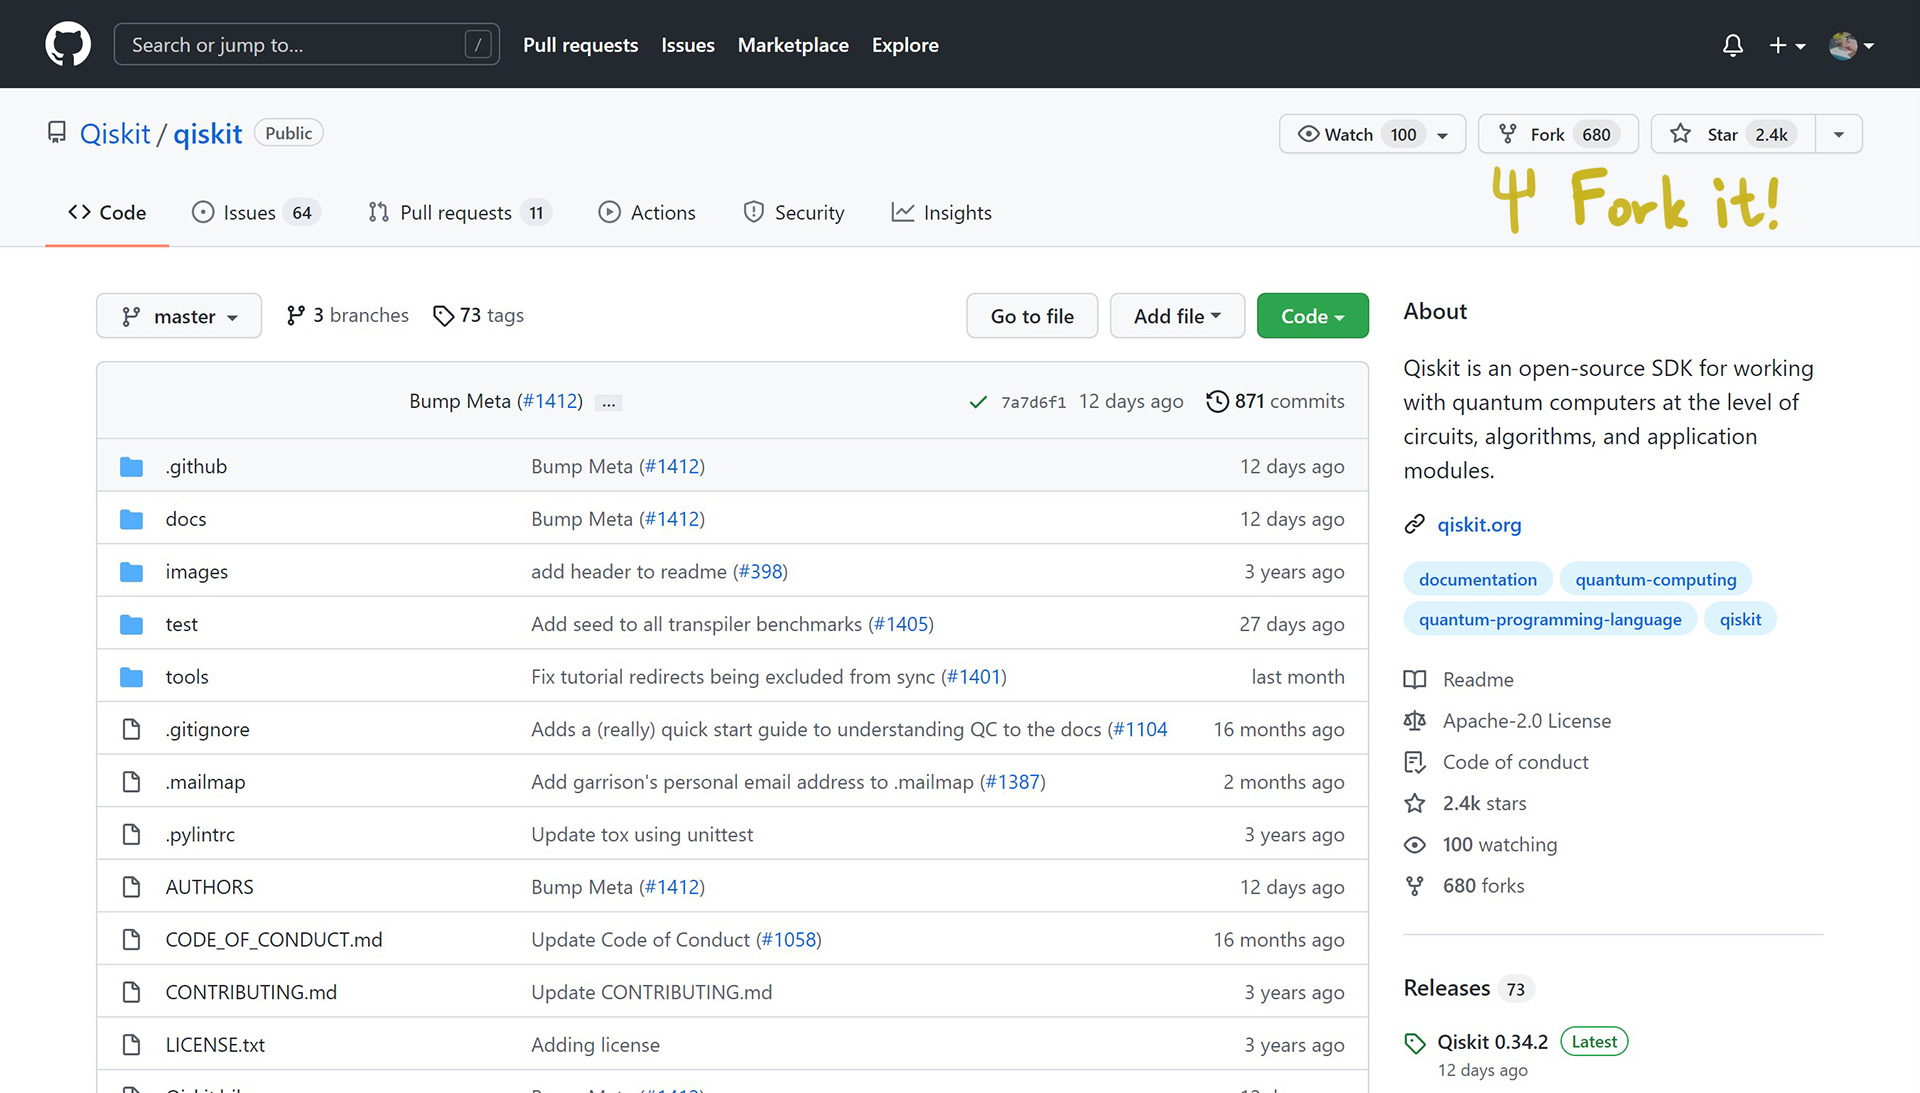 Search or jump to... / Pull requests Issues Marketplace Explore
Qiskit / qiskit Public Watch 100 Fork 680 Star 2.4k
Code Issues 64 Pull requests 11 Actions Security Insights
Fork it!
master 3 branches 73 tags Go to file Add file Code
Bump Meta (#1412) ... 7a7d6f1 12 days ago 871 commits
.github Bump Meta (#1412) 12 days ago
docs Bump Meta (#1412) 12 days ago
images add header to readme (#398) 3 years ago
test Add seed to all transpiler benchmarks (#1405) 27 days ago
tools Fix tutorial redirects being excluded from sync (#1401) last month
.gitignore Adds a (really) quick start guide to understanding QC to the docs (#1104 16 months ago
.mailmap Add garrison's personal email address to .mailmap (#1387) 2 months ago
.pylintrc Update tox using unittest 3 years ago
AUTHORS Bump Meta (#1412) 12 days ago
CODE_OF_CONDUCT.md Update Code of Conduct (#1058) 16 months ago
CONTRIBUTING.md Update CONTRIBUTING.md 3 years ago
LICENSE.txt Adding license 3 years ago
About
Qiskit is an open-source SDK for working
with quantum computers at the level of
circuits, algorithms, and application
modules.
qiskit.org
documentation quantum-computing
quantum-programming-language qiskit
Readme
Apache-2.0 License
Code of conduct
2.4k stars
100 watching
680 forks
Releases 73
Qiskit 0.34.2 Latest
12 days ago